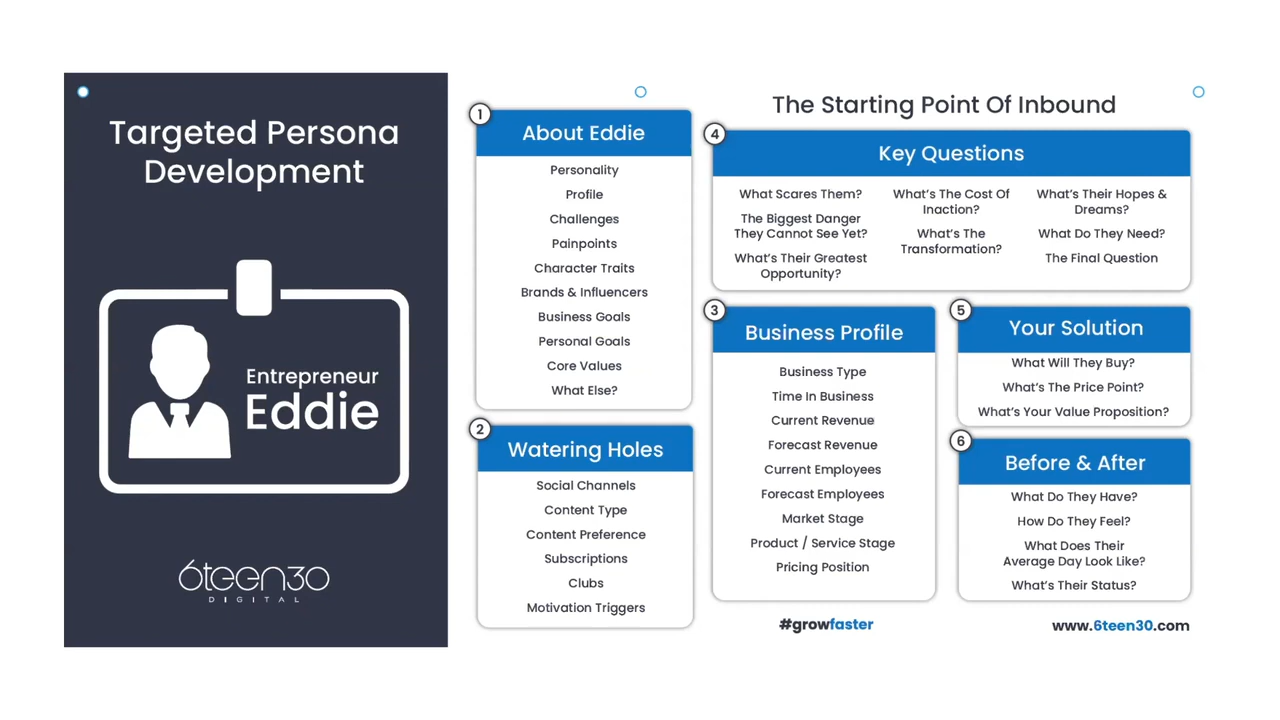 Targeted Persona
Development
Entrepreneur
Eddie
6teen30
DIGITAL
1
About Eddie
Personality
Profile
Challenges
Painpoints
Character Traits
Brands & Influencers
Business Goals
Personal Goals
Core Values
What Else?
2
Watering Holes
Social Channels
Content Type
Content Preference
Subscriptions
Clubs
Motivation Triggers
The Starting Point Of Inbound
3
Business Profile
Business Type
Time In Business
Current Revenue
Forecast Revenue
Current Employees
Forecast Employees
Market Stage
Product / Service Stage
Pricing Position
4
Key Questions
What Scares Them?
The Biggest Danger
They Cannot See Yet?
What's Their Greatest
Opportunity?
What's The Cost Of
Inaction?
What's The
Transformation?
What's Their Hopes &
Dreams?
What Do They Need?
The Final Question
5
Your Solution
What Will They Buy?
What's The Price Point?
What's Your Value Proposition?
6
Before & After
What Do They Have?
How Do They Feel?
What Does Their
Average Day Look Like?
What's Their Status?
#growfaster
www.6teen30.com